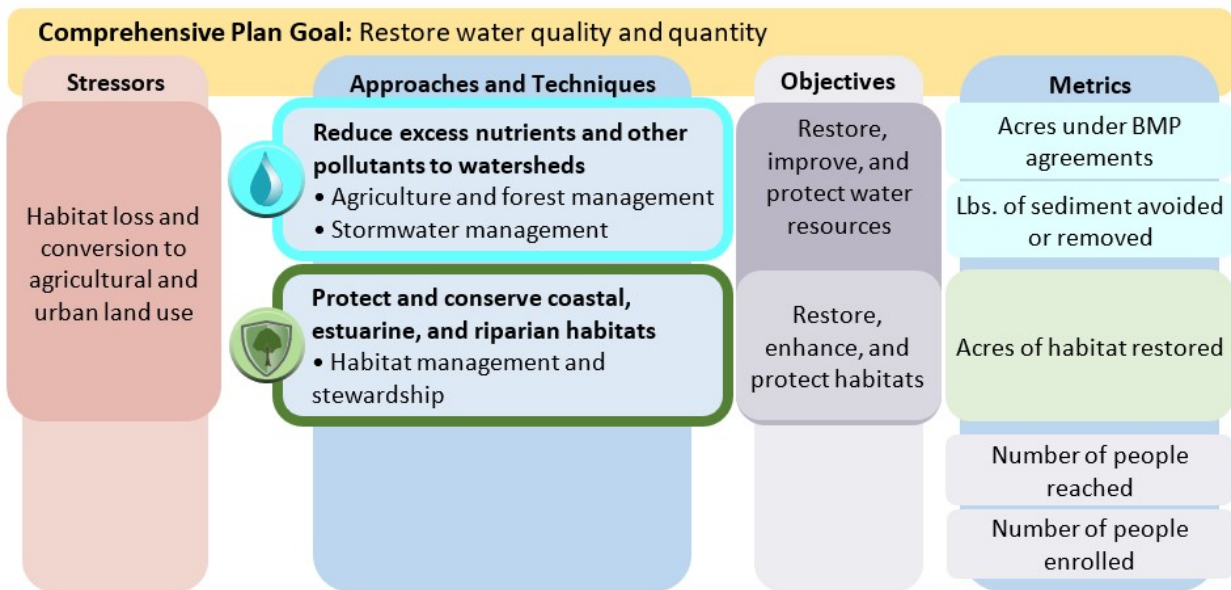 Comprehensive Plan Goal: Restore water quality and quantity
Stressors
Habitat loss and
conversion to
agricultural and
urban land use
Approaches and Techniques
Reduce excess nutrients and other
pollutants to watersheds
• Agriculture and forest management
• Stormwater management
Protect and conserve coastal,
estuarine, and riparian habitats
• Habitat management and
stewardship
Objectives
Restore,
improve, and
protect water
resources
Restore,
enhance, and
protect habitats
Metrics
Acres under BMP
agreements
Lbs. of sediment avoided
or removed
Acres of habitat restored
Number of people
reached
Number of people
enrolled